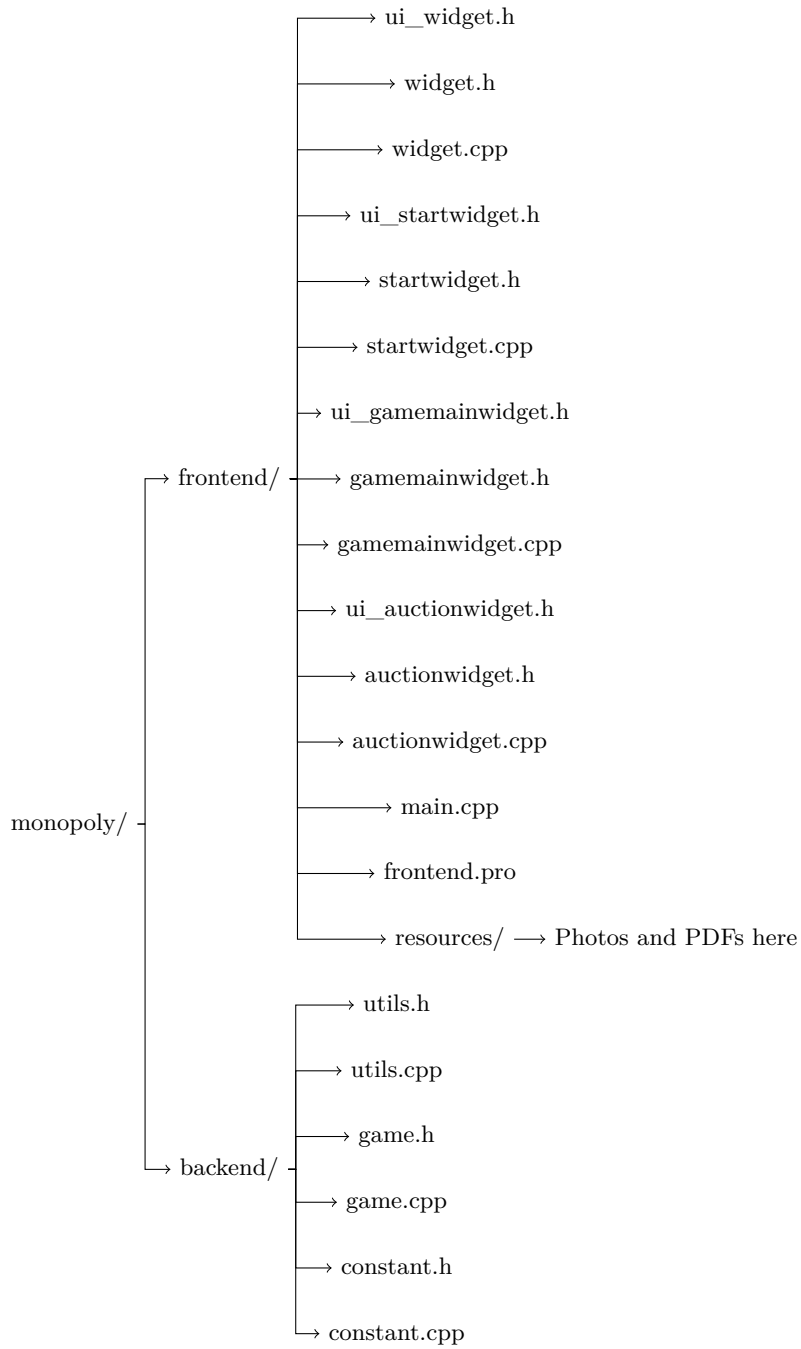 ui_widget.h
widget.h
widget.cpp
ui_startwidget.h
startwidget.h
startwidget.cpp
ui_gamemainwidget.h
frontend/
gamemainwidget.h
gamemainwidget.cpp
ui_auctionwidget.h
auctionwidget.h
auctionwidget.cpp
main.cpp
monopoly/
frontend.pro
resources/
Photos and PDFs here
utils.h
utils.cpp
game.h
backend/
game.cpp
constant.h
constant.cpp